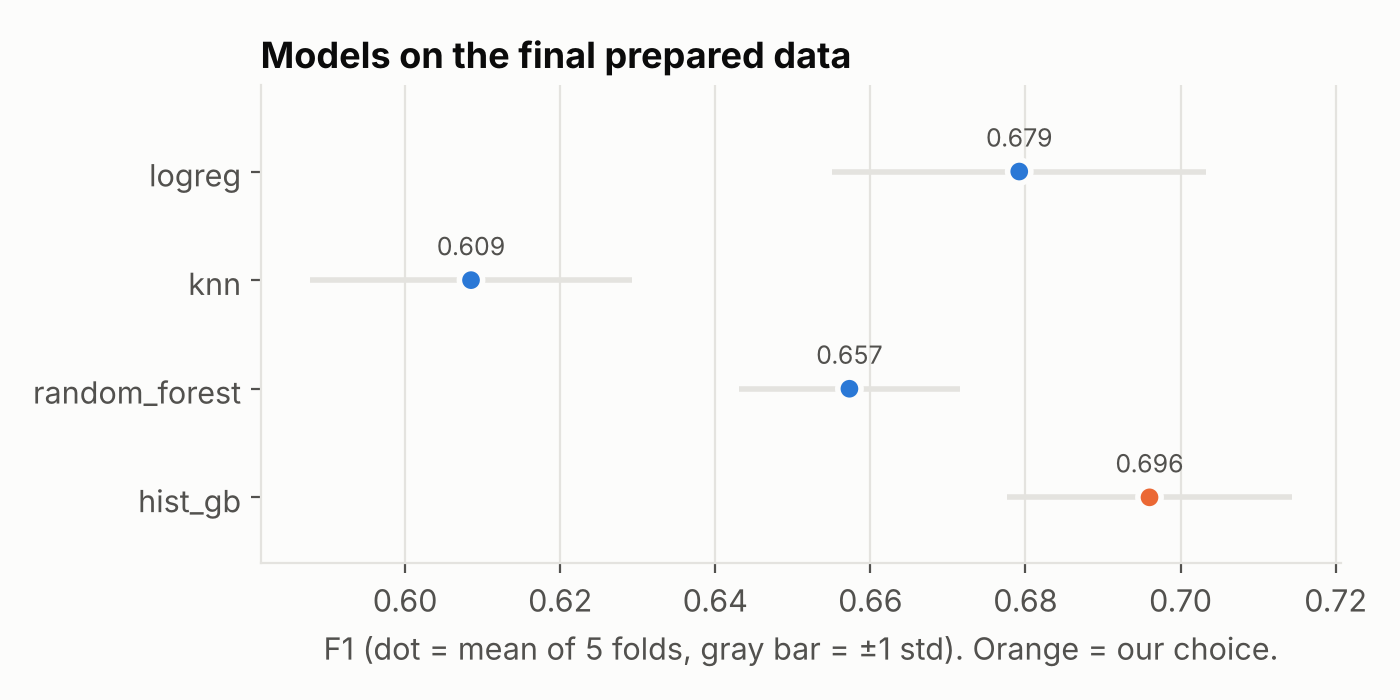 Models on the final prepared data
0.679
logreg
0.609
knn
0.657
random_forest
0.696
hist_gb
0.60 0.62 0.64 0.66 0.68 0.70 0.72
F1 (dot = mean of 5 folds, gray bar = ±1 std). Orange = our choice.